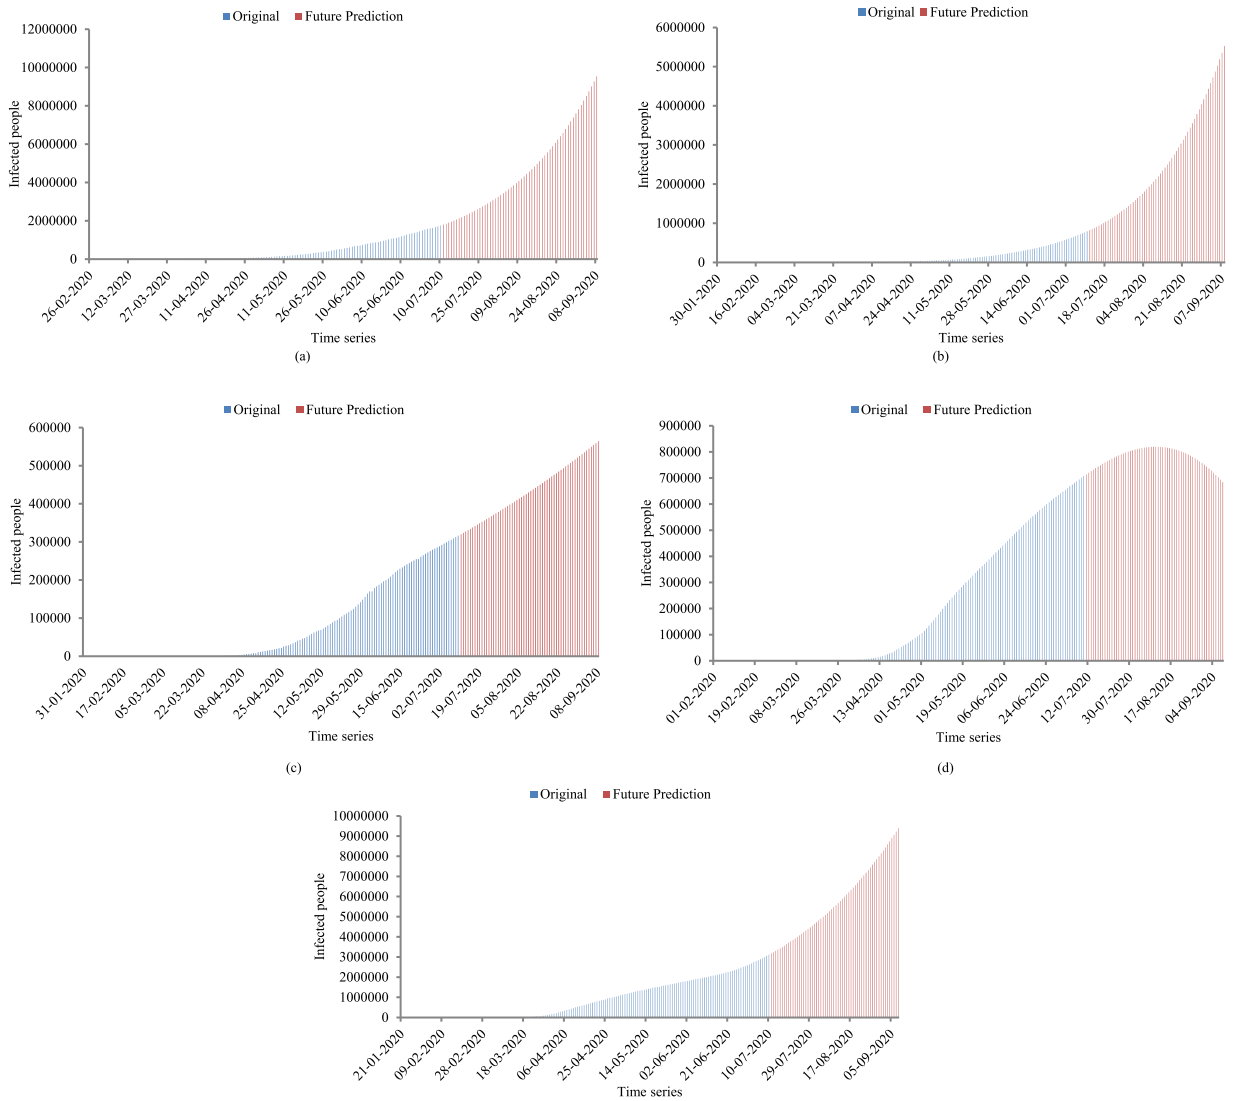 Original Future Prediction
12000000
10000000
8000000
6000000
4000000
2000000
0
Infected people
26-02-2020 12-03-2020 27-03-2020 11-04-2020 26-04-2020 11-05-2020 26-05-2020 10-06-2020 25-06-2020 10-07-2020 25-07-2020 09-08-2020 24-08-2020 08-09-2020
Time series
(a)
Original Future Prediction
6000000
5000000
4000000
3000000
2000000
1000000
0
Infected people
30-01-2020 16-02-2020 04-03-2020 21-03-2020 07-04-2020 24-04-2020 11-05-2020 28-05-2020 14-06-2020 01-07-2020 18-07-2020 04-08-2020 21-08-2020 07-09-2020
Time series
(b)
Original Future Prediction
600000
500000
400000
300000
200000
100000
0
Infected people
31-01-2020 17-02-2020 05-03-2020 22-03-2020 08-04-2020 25-04-2020 12-05-2020 29-05-2020 15-06-2020 02-07-2020 19-07-2020 05-08-2020 22-08-2020 08-09-2020
Time series
(c)
Original Future Prediction
900000
800000
700000
600000
500000
400000
300000
200000
100000
0
Infected people
01-02-2020 19-02-2020 08-03-2020 26-03-2020 13-04-2020 01-05-2020 19-05-2020 06-06-2020 24-06-2020 12-07-2020 30-07-2020 17-08-2020 04-09-2020
Time series
(d)
Original Future Prediction
10000000
9000000
8000000
7000000
6000000
5000000
4000000
3000000
2000000
1000000
0
Infected people
21-01-2020 09-02-2020 28-02-2020 18-03-2020 06-04-2020 25-04-2020 14-05-2020 02-06-2020 21-06-2020 10-07-2020 29-07-2020 17-08-2020 05-09-2020
Time series